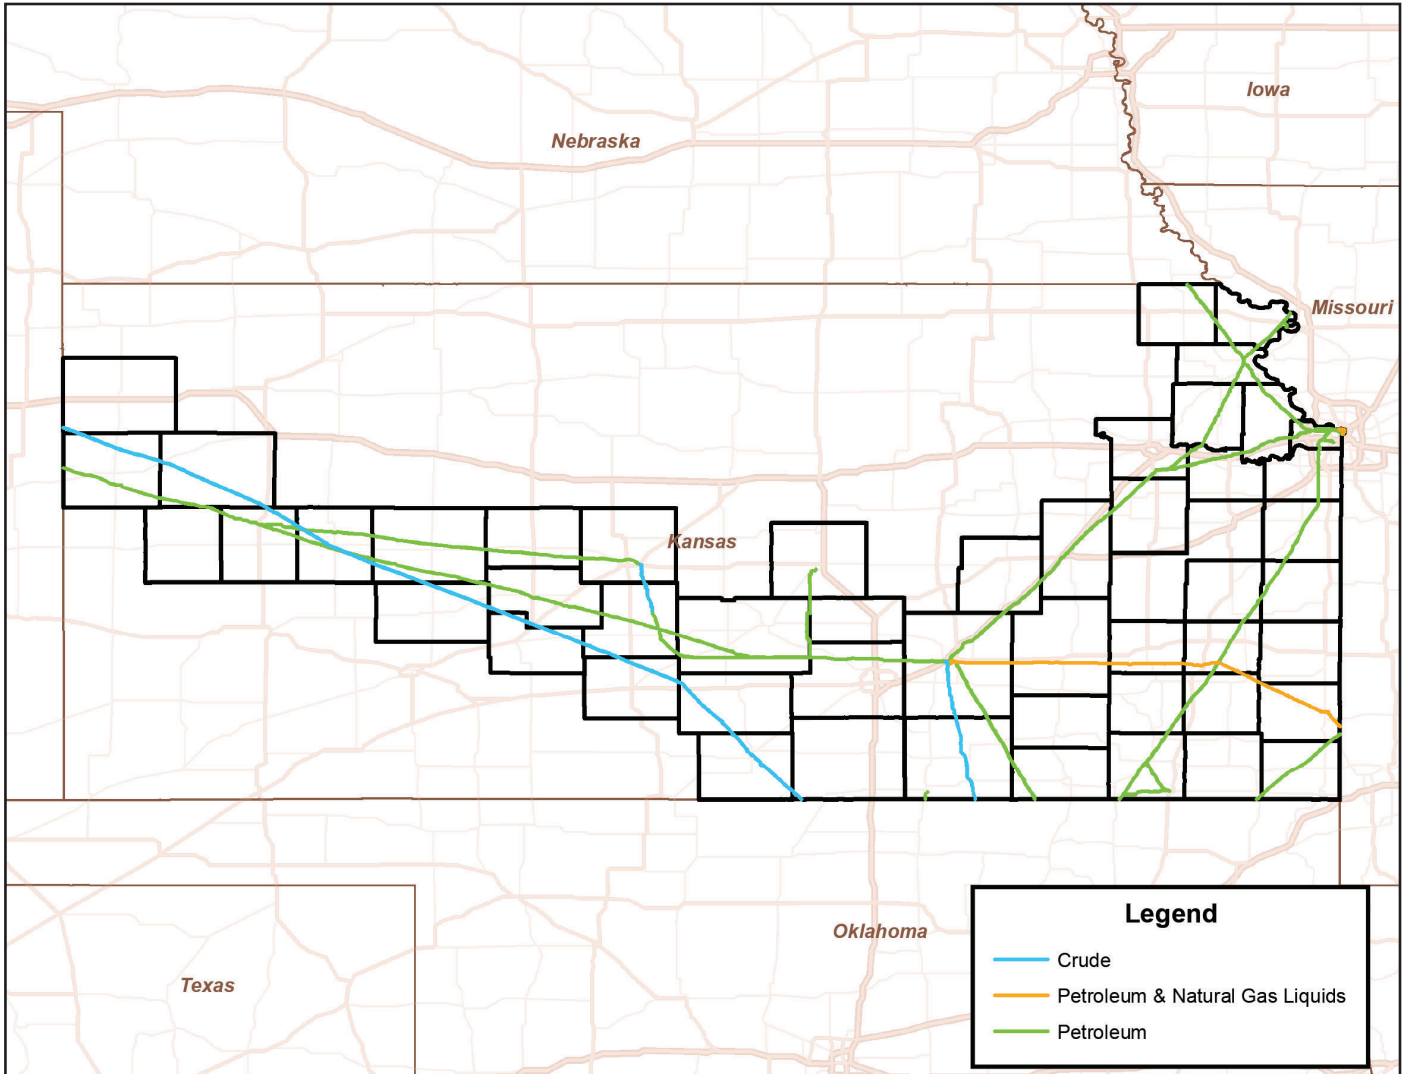 Iowa
Nebraska
Missouri
Kansas
Oklahoma
Texas
Legend
Crude
Petroleum & Natural Gas Liquids
Petroleum